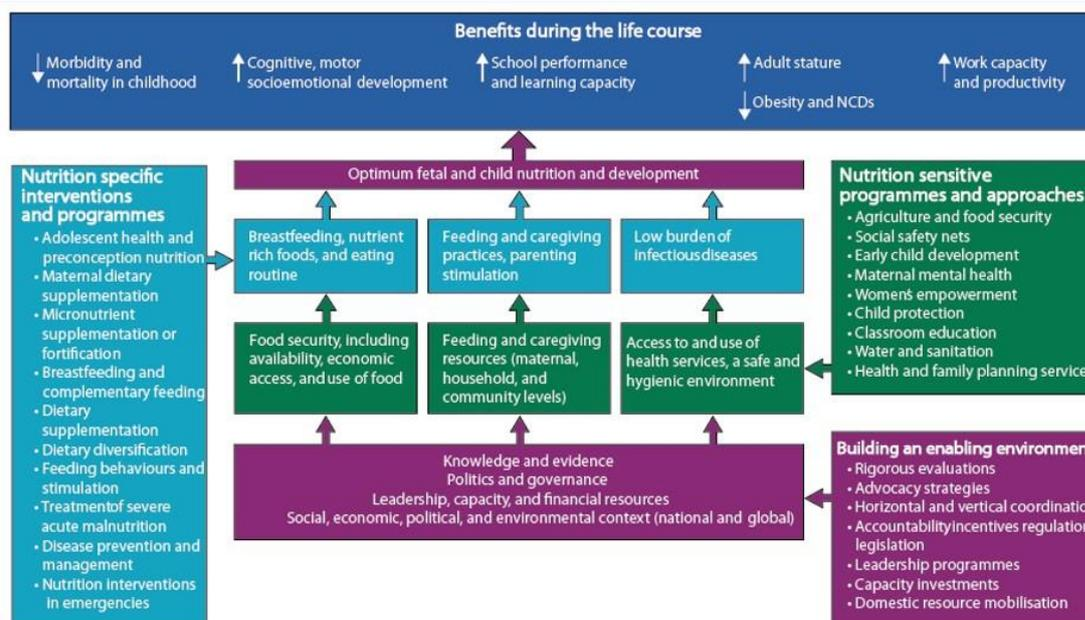 Benefits during the life course
Morbidity and
mortality in childhood
Cognitive, motor
socioemotional development
School performance
and learning capacity
Adult stature
Obesity and NCDs
Work capacity
and productivity
Nutrition specific
interventions
and programmes
• Adolescent health and
preconception nutrition
• Maternal dietary
supplementation
• Micronutrient
supplementation or
fortification
• Breastfeeding and
complementary feeding
• Dietary
supplementation
• Dietary diversification
• Feeding behaviours and
stimulation
• Treatmentof severe
acute malnutrition
• Disease prevention and
management
• Nutrition interventions
in emergencies
Optimum fetal and child nutrition and development
Breastfeeding, nutrient
rich foods, and eating
routine
Feeding and caregiving
practices, parenting
stimulation
Low burden of
infectious diseases
Food security, including
availability, economic
access, and use of food
Feeding and caregiving
resources (maternal,
household, and
community levels)
Access to and use of
health services, a safe and
hygienic environment
Knowledge and evidence
Politics and governance
Leadership, capacity, and financial resources
Social, economic, political, and environmental context (national and global)
Nutrition sensitive
programmes and approaches
• Agriculture and food security
• Social safety nets
• Early child development
• Maternal mental health
• Women's empowerment
• Child protection
• Classroom education
• Water and sanitation
• Health and family planning service
Building an enabling environmen
• Rigorous evaluations
• Advocacy strategies
• Horizontal and vertical coordinatio
• Accountability incentives regulation
legislation
• Leadership programmes
• Capacity investments
• Domestic resource mobilisation